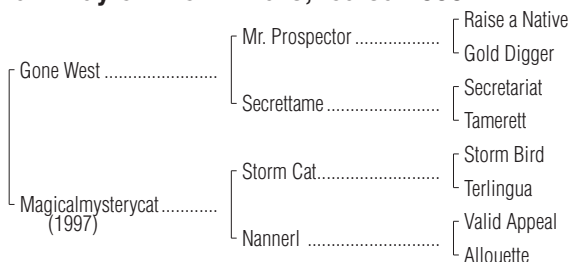 Raise a Native
Mr. Prospector ...................
Gold Digger
Gone West .........................
Secretariat
Secrettame .........................
Tamerett
Storm Bird
Storm Cat...........................
Terlingua
Magicalmysterycat ............
(1997)
Valid Appeal
Nannerl .............................
Allouette